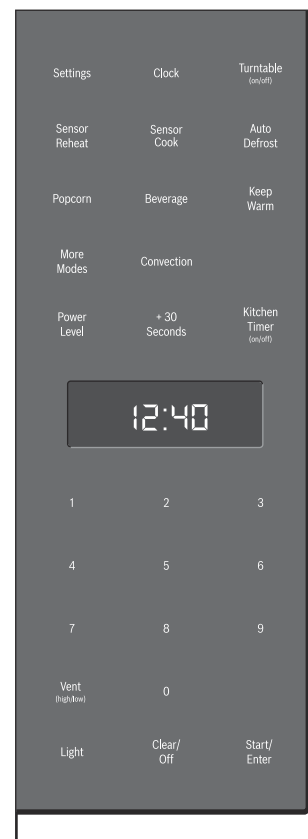 Settings
Clock
Turntable
(on/off)
Sensor
Reheat
Sensor
Cook
Auto
Defrost
Popcorn
Beverage
Keep
Warm
More
Modes
Convection
Power
Level
+ 30
Seconds
Kitchen
Timer
(on/off)
12:40
1
2
3
4
5
6
7
8
9
Vent
(high/low)
0
Light
Clear/
Off
Start/
Enter